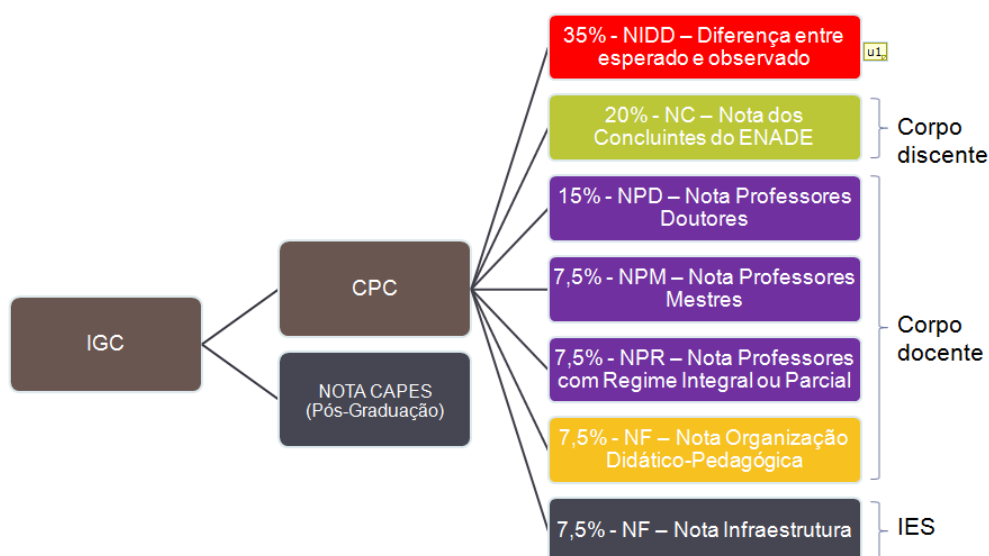 35% - NIDD – Diferença entre
esperado e observado
u1
20% - NC – Nota dos
Concluintes do ENADE
Corpo
discente
15% - NPD – Nota Professores
Doutores
7,5% - NPM – Nota Professores
Mestres
7,5% - NPR – Nota Professores
com Regime Integral ou Parcial
Corpo
docente
7,5% - NF – Nota Organização
Didático-Pedagógica
7,5% - NF – Nota Infraestrutura
IES
CPC
IGC
NOTA CAPES
(Pós-Graduação)